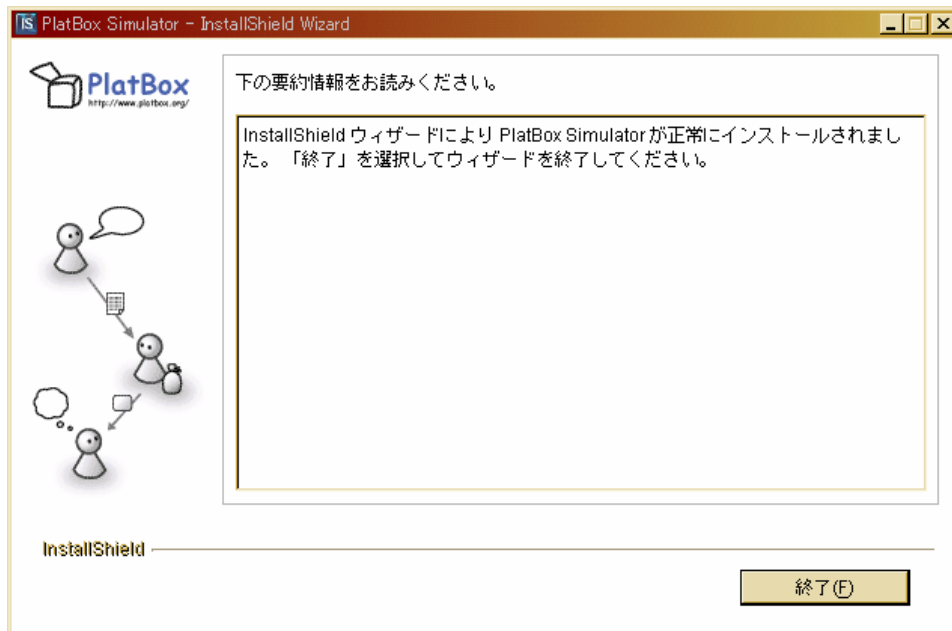 PlatBox Simulator - InstallShield Wizard
PlatBox
http://www.platbox.org/
下の要約情報をお読みください。
InstallShield ウィザードにより PlatBox Simulator が正常にインストールされまし
た。 「終了」を選択してウィザードを終了してください。
InstallShield
終了(F)